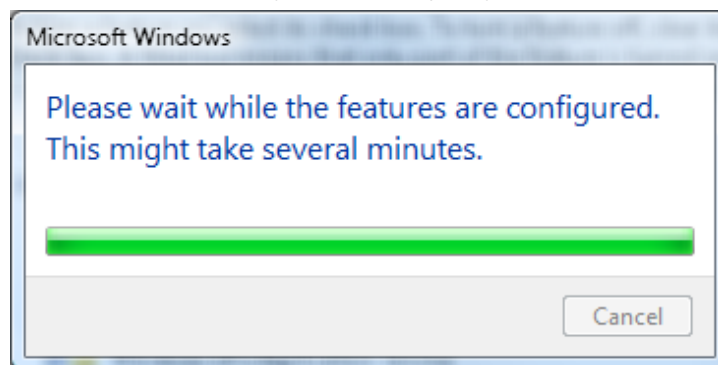 Microsoft Windows
Please wait while the features are configured.
This might take several minutes.
Cancel